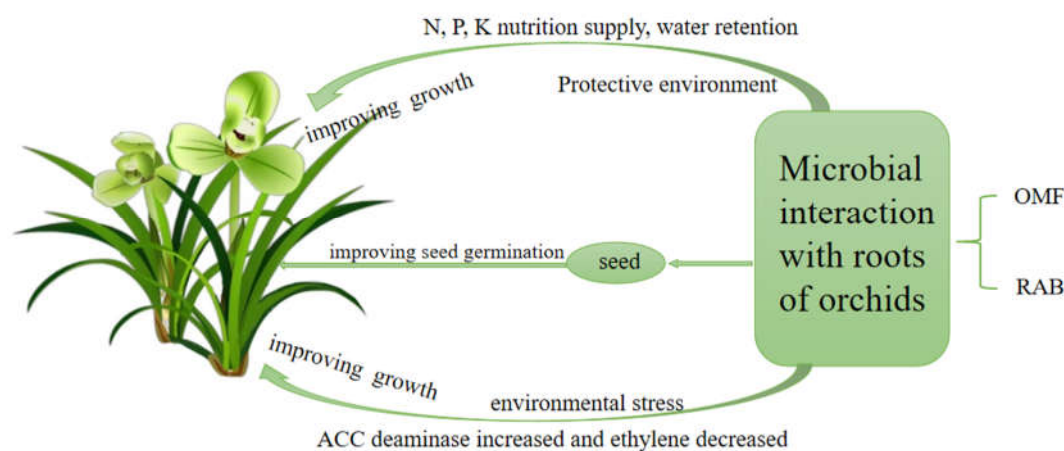 N, P, K nutrition supply, water retention
Protective environment
improving growth
Microbial
interaction
with roots
of orchids
OMF
RAB
improving seed germination
seed
improving growth
environmental stress
ACC deaminase increased and ethylene decreased